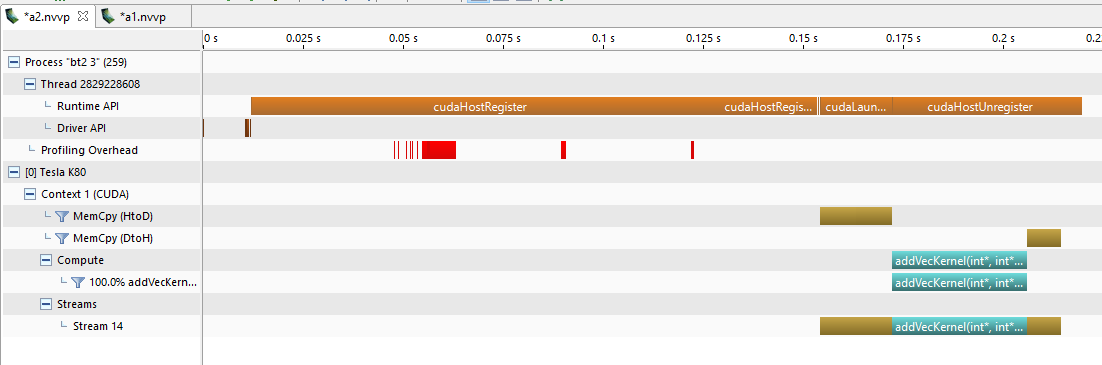 *a2.nvvp *a1.nvvp
0 s 0.025 s 0.05 s 0.075 s 0.1 s 0.125 s 0.15 s 0.175 s 0.2 s 0.2
Process "bt2 3" (259)
Thread 2829228608
Runtime API cudaHostRegister cudaHostRegis... cudaLaun... cudaHostUnregister
Driver API
Profiling Overhead
[0] Tesla K80
Context 1 (CUDA)
MemCpy (HtoD)
MemCpy (DtoH)
Compute addVecKernel(int*, int*...
100.0% addVecKern... addVecKernel(int*, int*...
Streams
Stream 14 addVecKernel(int*, int*...